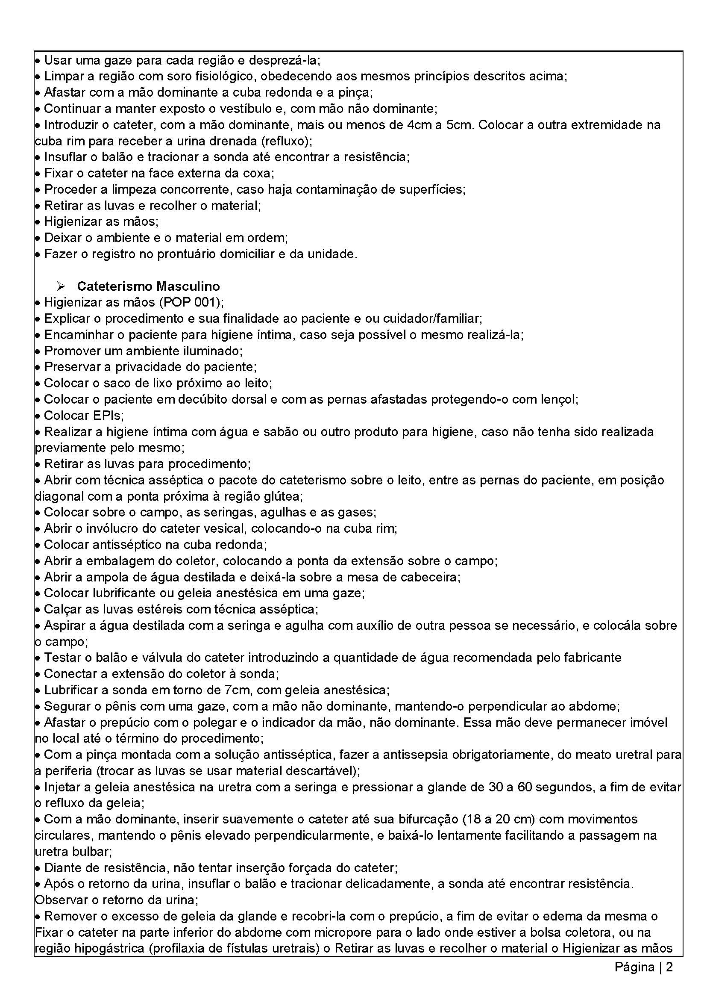 • Usar uma gaze para cada região e desprezá-la;
• Limpar a região com soro fisiológico, obedecendo aos mesmos princípios descritos acima;
• Afastar com a mão dominante a cuba redonda e a pinça;
• Continuar a manter exposto o vestíbulo e, com mão não dominante;
• Introduzir o cateter, com a mão dominante, mais ou menos de 4cm a 5cm. Colocar a outra extremidade na
cuba rim para receber a urina drenada (refluxo);
• Insuflar o balão e tracionar a sonda até encontrar a resistência;
• Fixar o cateter na face externa da coxa;
• Proceder a limpeza concorrente, caso haja contaminação de superfícies;
• Retirar as luvas e recolher o material;
• Higienizar as mãos;
• Deixar o ambiente e o material em ordem;
• Fazer o registro no prontuário domiciliar e da unidade.
➢ Cateterismo Masculino
• Higienizar as mãos (POP 001);
• Explicar o procedimento e sua finalidade ao paciente e ou cuidador/familiar;
• Encaminhar o paciente para higiene íntima, caso seja possível o mesmo realizá-la;
• Promover um ambiente iluminado;
• Preservar a privacidade do paciente;
• Colocar o saco de lixo próximo ao leito;
• Colocar o paciente em decúbito dorsal e com as pernas afastadas protegendo-o com lençol;
• Colocar EPIs;
• Realizar a higiene íntima com água e sabão ou outro produto para higiene, caso não tenha sido realizada
previamente pelo mesmo;
• Retirar as luvas para procedimento;
• Abrir com técnica asséptica o pacote do cateterismo sobre o leito, entre as pernas do paciente, em posição
diagonal com a ponta próxima à região glútea;
• Colocar sobre o campo, as seringas, agulhas e as gases;
• Abrir o invólucro do cateter vesical, colocando-o na cuba rim;
• Colocar antisséptico na cuba redonda;
• Abrir a embalagem do coletor, colocando a ponta da extensão sobre o campo;
• Abrir a ampola de água destilada e deixá-la sobre a mesa de cabeceira;
• Colocar lubrificante ou geleia anestésica em uma gaze;
• Calçar as luvas estéreis com técnica asséptica;
• Aspirar a água destilada com a seringa e agulha com auxílio de outra pessoa se necessário, e colocála sobre
o campo;
• Testar o balão e válvula do cateter introduzindo a quantidade de água recomendada pelo fabricante
• Conectar a extensão do coletor à sonda;
• Lubrificar a sonda em torno de 7cm, com geleia anestésica;
• Segurar o pênis com uma gaze, com a mão não dominante, mantendo-o perpendicular ao abdome;
• Afastar o prepúcio com o polegar e o indicador da mão, não dominante. Essa mão deve permanecer imóvel
no local até o término do procedimento;
• Com a pinça montada com a solução antisséptica, fazer a antissepsia obrigatoriamente, do meato uretral para
a periferia (trocar as luvas se usar material descartável);
• Injetar a geleia anestésica na uretra com a seringa e pressionar a glande de 30 a 60 segundos, a fim de evitar
o refluxo da geleia;
• Com a mão dominante, inserir suavemente o cateter até sua bifurcação (18 a 20 cm) com movimentos
circulares, mantendo o pênis elevado perpendicularmente, e baixá-lo lentamente facilitando a passagem na
uretra bulbar;
• Diante de resistência, não tentar inserção forçada do cateter;
• Após o retorno da urina, insuflar o balão e tracionar delicadamente, a sonda até encontrar resistência.
Observar o retorno da urina;
• Remover o excesso de geleia da glande e recobri-la com o prepúcio, a fim de evitar o edema da mesma o
Fixar o cateter na parte inferior do abdome com micropore para o lado onde estiver a bolsa coletora, ou na
região hipogástrica (profilaxia de fístulas uretrais) o Retirar as luvas e recolher o material o Higienizar as mãos
Página | 2